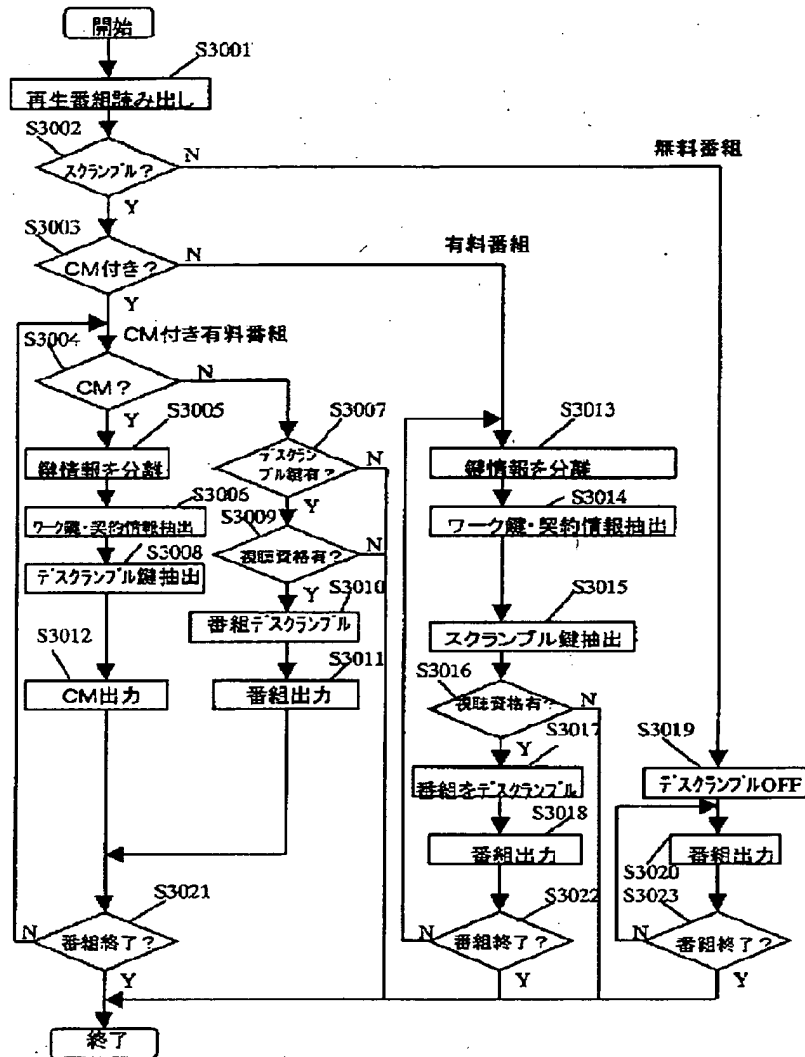 開始
S3001
再生番組読み出し
S3002
スクランブル?
N
無料番組
Y
S3003
CM付き?
N
有料番組
Y
CM付き有料番組
S3004
CM?
N
Y
S3005
鍵情報を分離
S3006
ワーク鍵・契約情報抽出
S3008
デスクランブル鍵抽出
S3012
CM出力
S3007
デスクラン
ブル鍵有?
N
Y
S3009
視聴資格有?
N
Y
S3010
番組デスクランブル
S3011
番組出力
S3013
鍵情報を分離
S3014
ワーク鍵・契約情報抽出
S3015
スクランブル鍵抽出
S3016
視聴資格有?
N
Y
S3017
番組をデスクランブル
S3018
番組出力
S3019
デスクランブルOFF
S3020
番組出力
S3021
番組終了?
N
Y
S3022
番組終了?
N
Y
S3023
番組終了?
N
Y
終了